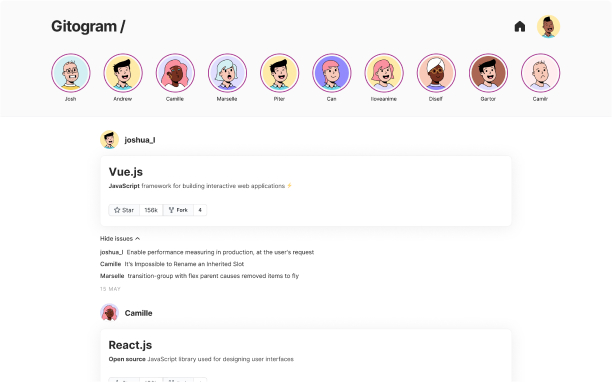 Gitogram /
Josh
Andrew
Camille
Marselle
Piter
Can
Iloveanime
Diself
Gartor
Camilr
joshua_l
Vue.js
JavaScript framework for building interactive web applications ⚡
Star 156k Fork 4
Hide issues
joshua_l Enable performance measuring in production, at the user's request
Camille It's Impossible to Rename an Inherited Slot
Marselle transition-group with flex parent causes removed items to fly
15 MAY
Camille
React.js
Open source JavaScript library used for designing user interfaces